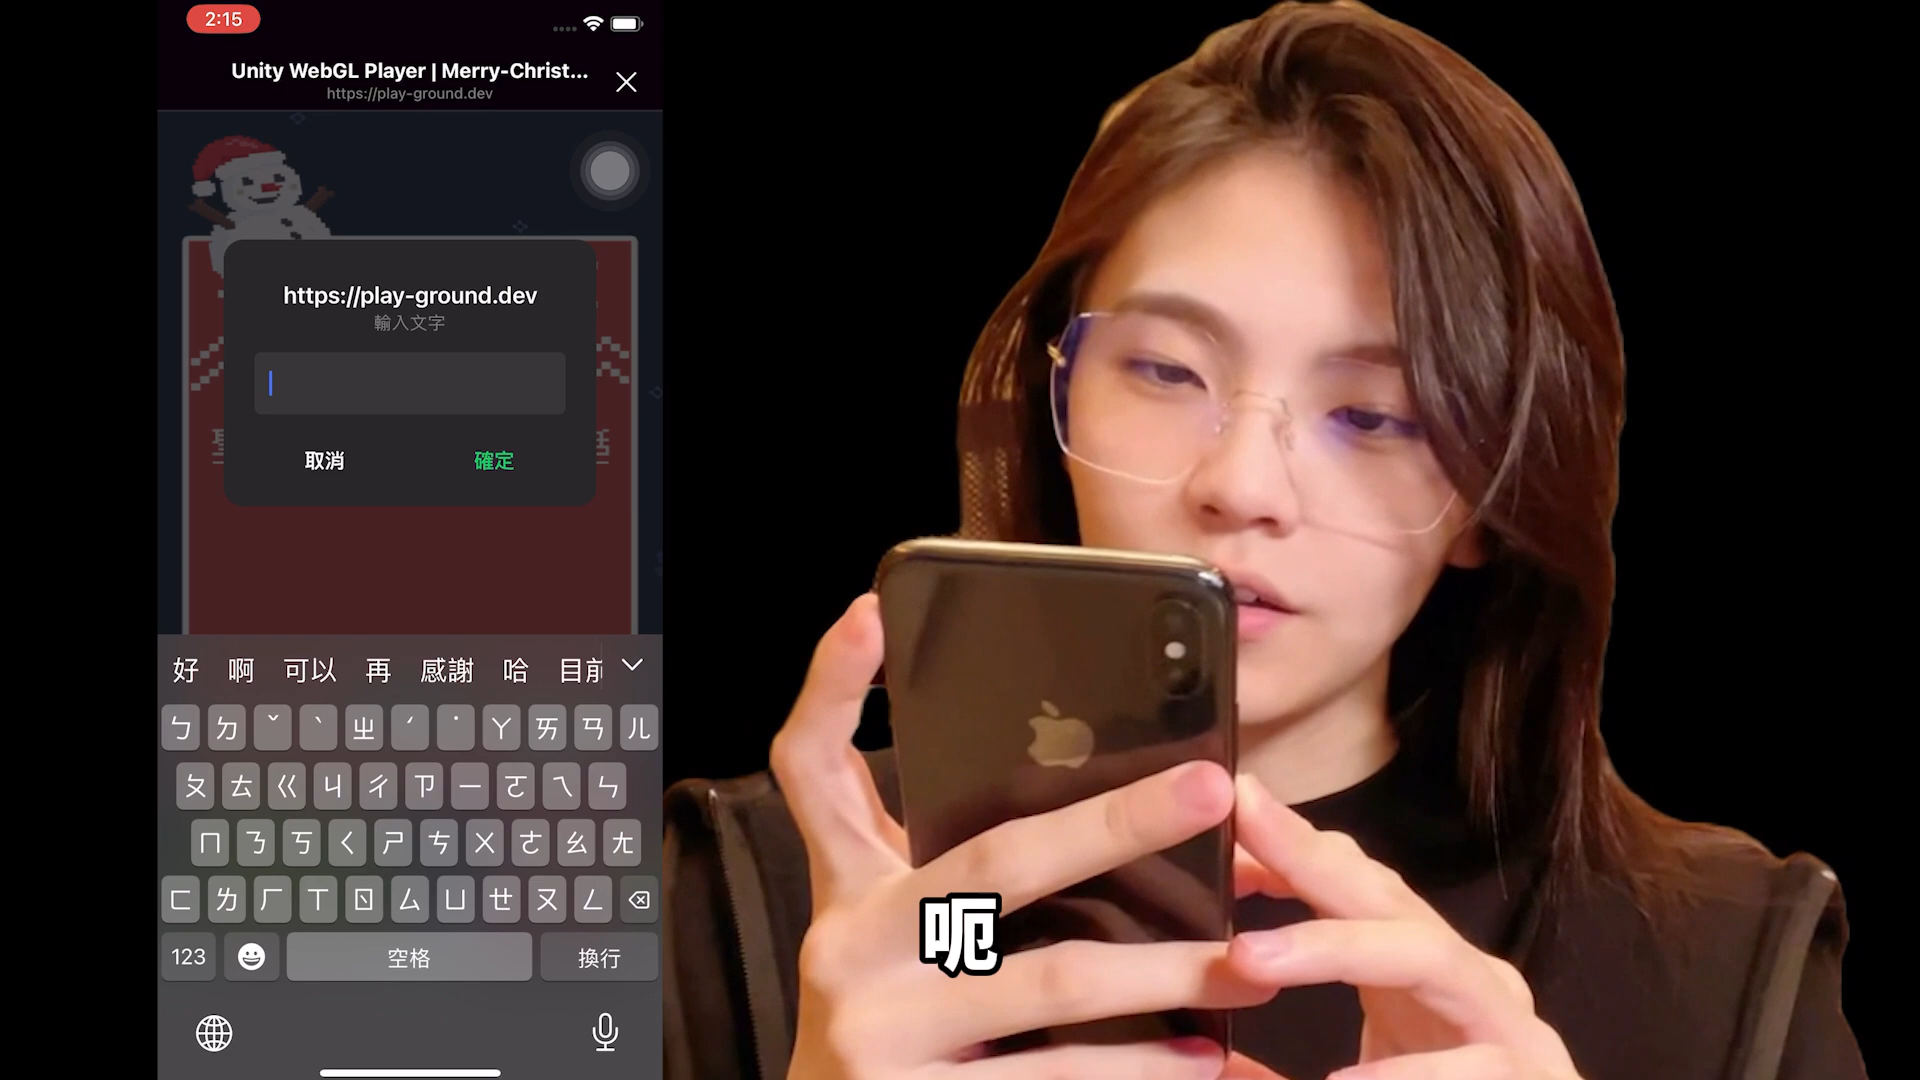 2:15
Unity WebGL Player | Merry-Christ...
https://play-ground.dev
https://play-ground.dev
輸入文字
取消
確定
好 啊 可以 再 感謝 哈 目前
ㄅ ㄉ ˇ ˋ ㄓ ˊ ˙ ㄚ ㄞ ㄢ ㄦ
ㄆ ㄊ ㄍ ㄐ ㄔ ㄗ ㄧ ㄛ ㄟ ㄣ
ㄇ ㄋ ㄎ ㄑ ㄕ ㄘ ㄨ ㄜ ㄠ ㄤ
ㄈ ㄌ ㄏ ㄒ ㄖ ㄙ ㄩ ㄝ ㄡ ㄥ
123 空格 換行
呃